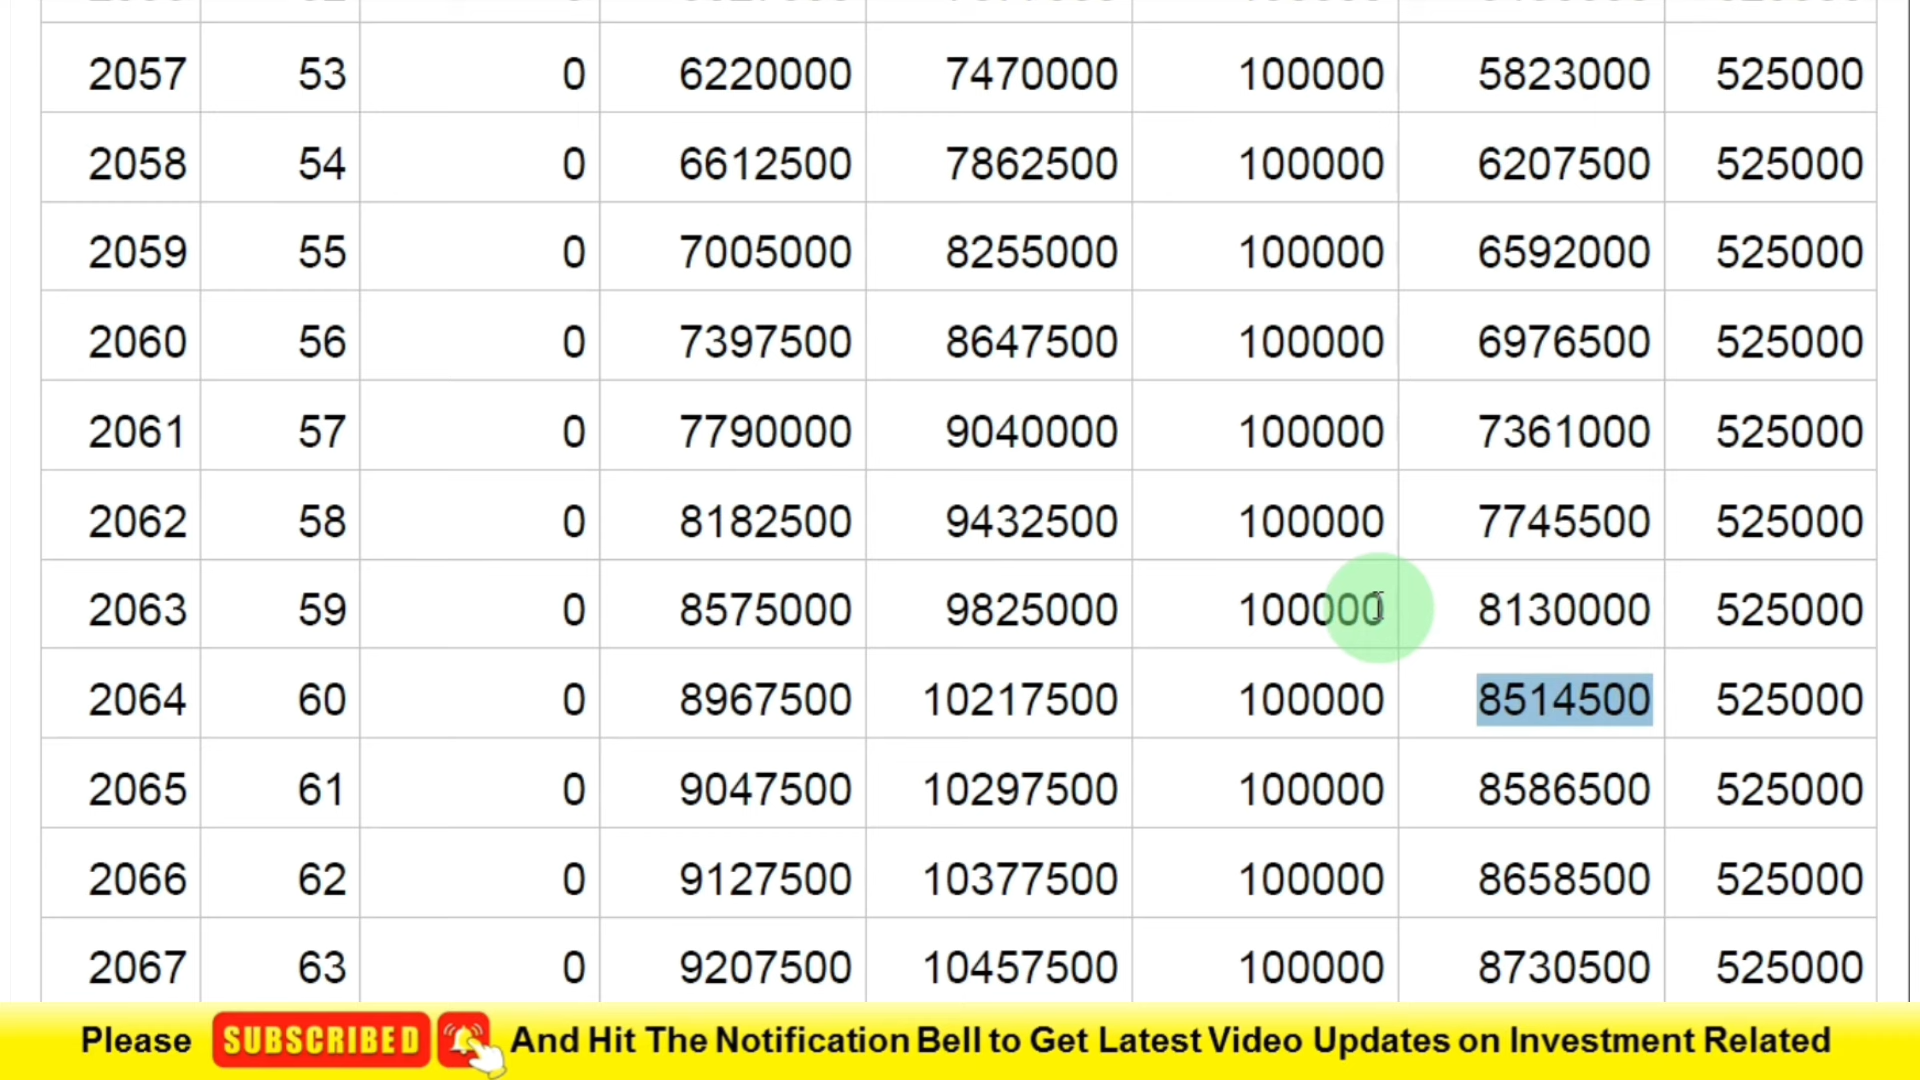 2057 53 0 6220000 7470000 100000 5823000 525000
2058 54 0 6612500 7862500 100000 6207500 525000
2059 55 0 7005000 8255000 100000 6592000 525000
2060 56 0 7397500 8647500 100000 6976500 525000
2061 57 0 7790000 9040000 100000 7361000 525000
2062 58 0 8182500 9432500 100000 7745500 525000
2063 59 0 8575000 9825000 100000 8130000 525000
2064 60 0 8967500 10217500 100000 8514500 525000
2065 61 0 9047500 10297500 100000 8586500 525000
2066 62 0 9127500 10377500 100000 8658500 525000
2067 63 0 9207500 10457500 100000 8730500 525000
Please SUBSCRIBED And Hit The Notification Bell to Get Latest Video Updates on Investment Related